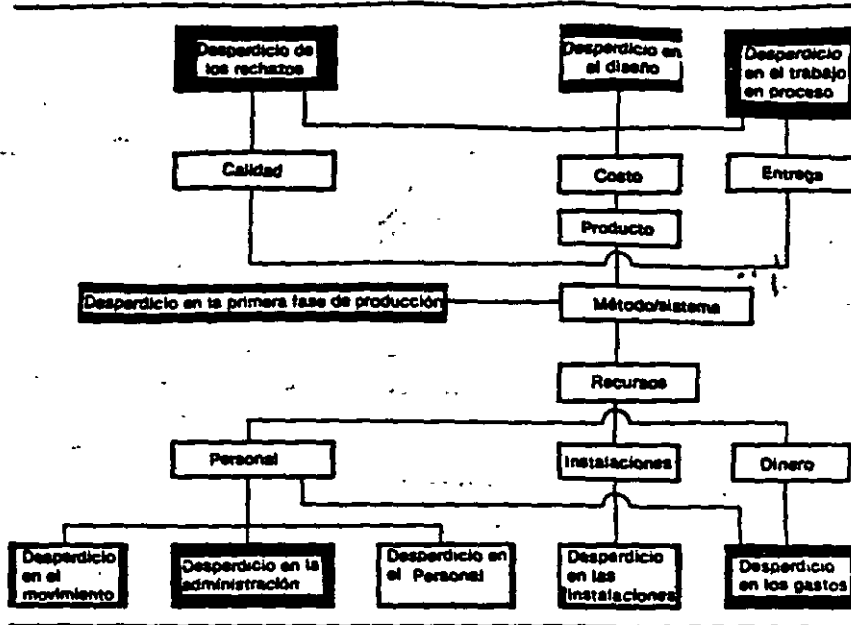 Desperdicio de
los rechazos
Desperdicio en
el diseño
Desperdicio
en el trabajo
en proceso
Calidad
Costo
Entrega
Producto
Desperdicio en la primera fase de producción
Método/sistema
Recursos
Personal
Instalaciones
Dinero
Desperdicio
en el
movimiento
Desperdicio en la
administración
Desperdicio en
el Personal
Desperdicio
en las
Instalaciones
Desperdicio
en los gastos